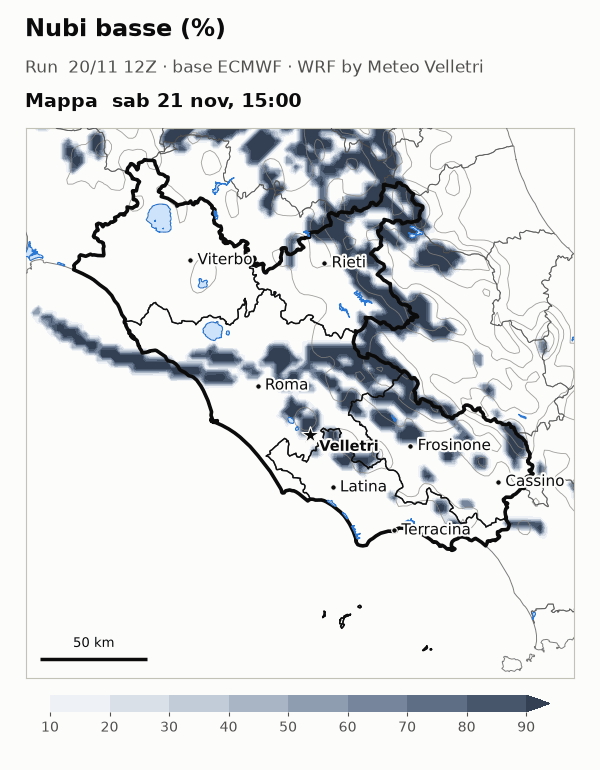 Nubi basse (%)
Run  20/11 12Z · base ECMWF · WRF by Meteo Velletri
Mappa  sab 21 nov, 15:00
Viterbo
Rieti
Roma
Velletri
Frosinone
Cassino
Latina
Terracina
50 km
10 20 30 40 50 60 70 80 90